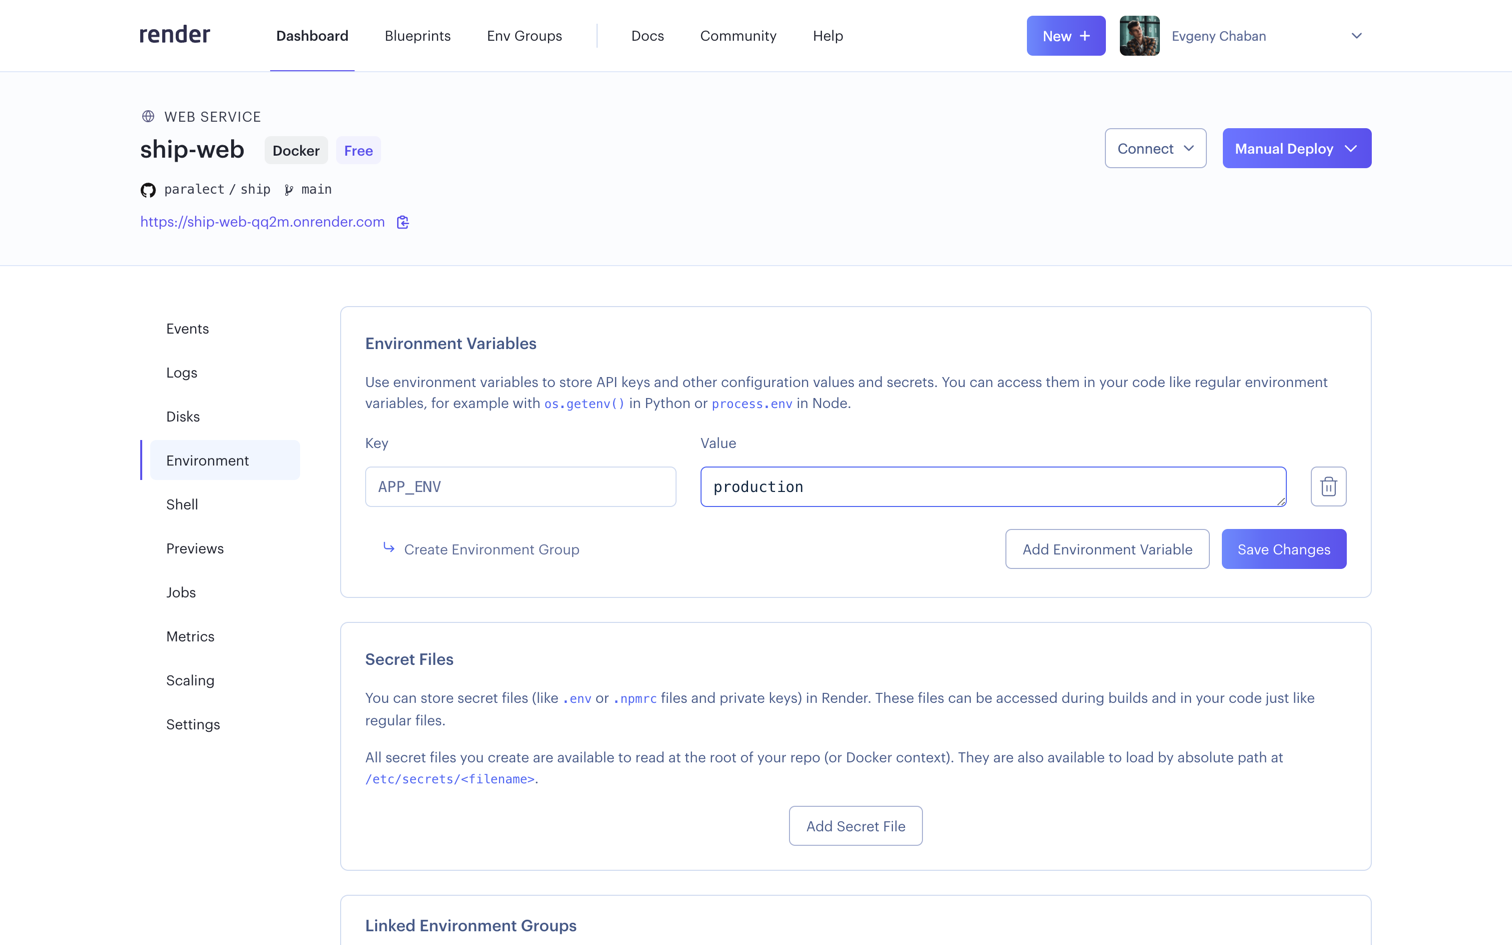 render
Dashboard
Blueprints
Env Groups
Docs
Community
Help
New +
Evgeny Chaban
WEB SERVICE
ship-web
Docker
Free
Connect
Manual Deploy
paralect / ship
main
https://ship-web-qq2m.onrender.com
Events
Logs
Disks
Environment
Shell
Previews
Jobs
Metrics
Scaling
Settings
Environment Variables
Use environment variables to store API keys and other configuration values and secrets. You can access them in your code like regular environment
variables, for example with os.getenv() in Python or process.env in Node.
Key
Value
APP_ENV
production
Create Environment Group
Add Environment Variable
Save Changes
Secret Files
You can store secret files (like .env or .npmrc files and private keys) in Render. These files can be accessed during builds and in your code just like
regular files.
All secret files you create are available to read at the root of your repo (or Docker context). They are also available to load by absolute path at
/etc/secrets/<filename>.
Add Secret File
Linked Environment Groups